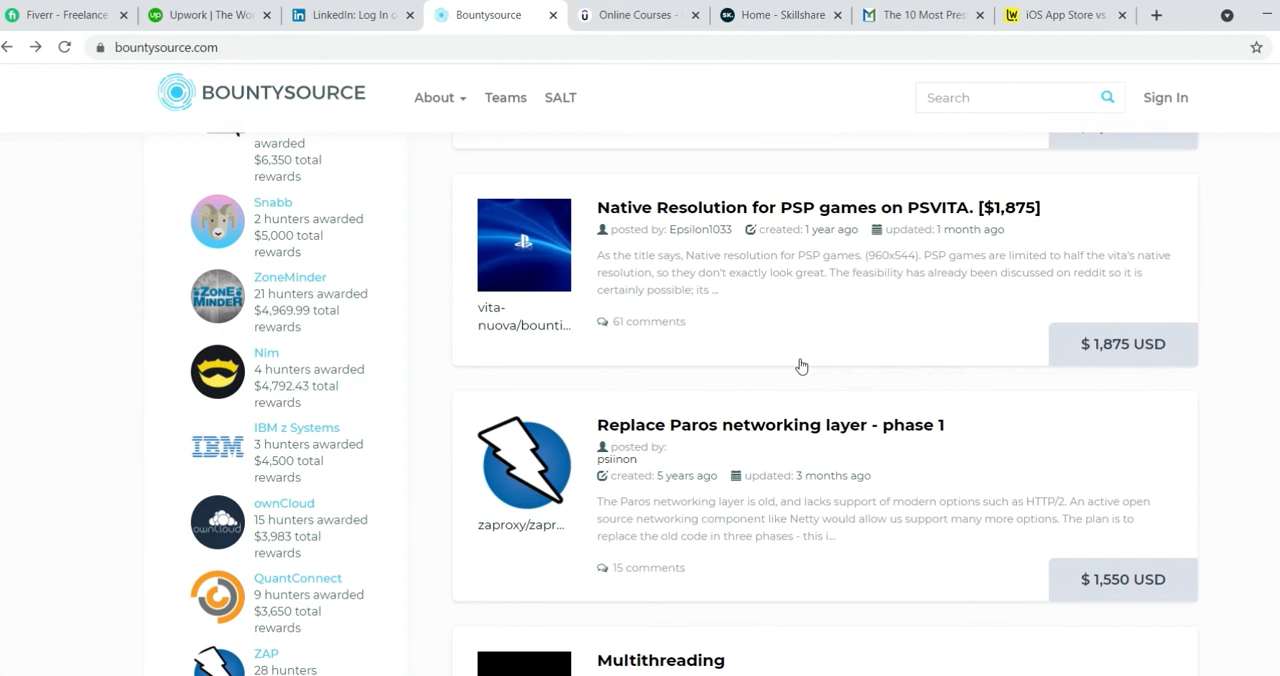 Fiverr - Freelance
Upwork | The Wor
LinkedIn: Log In o
Bountysource
Online Courses -
Home - Skillshare
The 10 Most Pres
iOS App Store vs.
bountysource.com
BOUNTYSOURCE
About
Teams
SALT
Search
Sign In
awarded
$6,350 total
rewards
Snabb
2 hunters awarded
$5,000 total
rewards
ZoneMinder
21 hunters awarded
$4,969.99 total
rewards
Nim
4 hunters awarded
$4,792.43 total
rewards
IBM z Systems
3 hunters awarded
$4,500 total
rewards
ownCloud
15 hunters awarded
$3,983 total
rewards
QuantConnect
9 hunters awarded
$3,650 total
rewards
ZAP
28 hunters
Native Resolution for PSP games on PSVITA. [$1,875]
posted by: Epsilon1033 created: 1 year ago updated: 1 month ago
As the title says, Native resolution for PSP games. (960x544). PSP games are limited to half the vita's native
resolution, so they don't exactly look great. The feasibility has already been discussed on reddit so it is
certainly possible; its ...
vita-
nuova/bounti...
61 comments
$ 1,875 USD
Replace Paros networking layer - phase 1
posted by:
psiinon
created: 5 years ago updated: 3 months ago
The Paros networking layer is old, and lacks support of modern options such as HTTP/2. An active open
source networking component like Netty would allow us support many more options. The plan is to
replace the old code in three phases - this i...
zaproxy/zapr...
15 comments
$ 1,550 USD
Multithreading